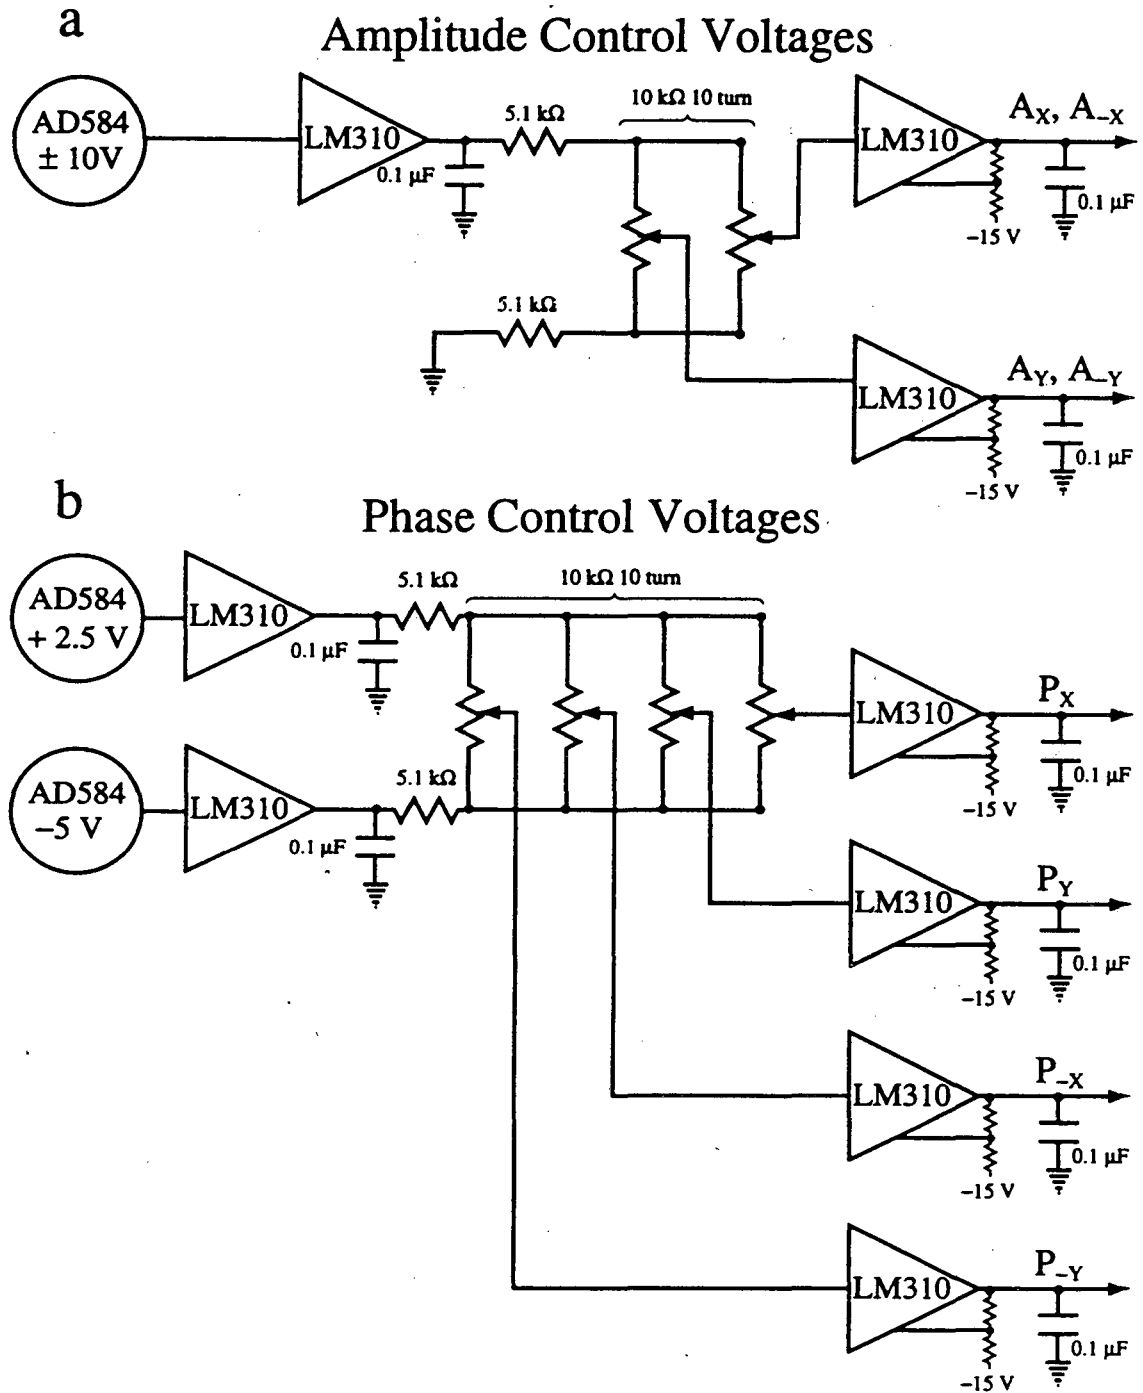 a
Amplitude Control Voltages
AD584
± 10V
LM310
0.1 µF
5.1 kΩ
10 kΩ 10 turn
5.1 kΩ
LM310
A_X, A_–X
0.1 µF
–15 V
LM310
A_Y, A_–Y
0.1 µF
–15 V
b
Phase Control Voltages
AD584
+ 2.5 V
LM310
0.1 µF
5.1 kΩ
10 kΩ 10 turn
AD584
–5 V
LM310
0.1 µF
5.1 kΩ
LM310
P_X
0.1 µF
–15 V
LM310
P_Y
0.1 µF
–15 V
LM310
P_–X
0.1 µF
–15 V
LM310
P_–Y
0.1 µF
–15 V